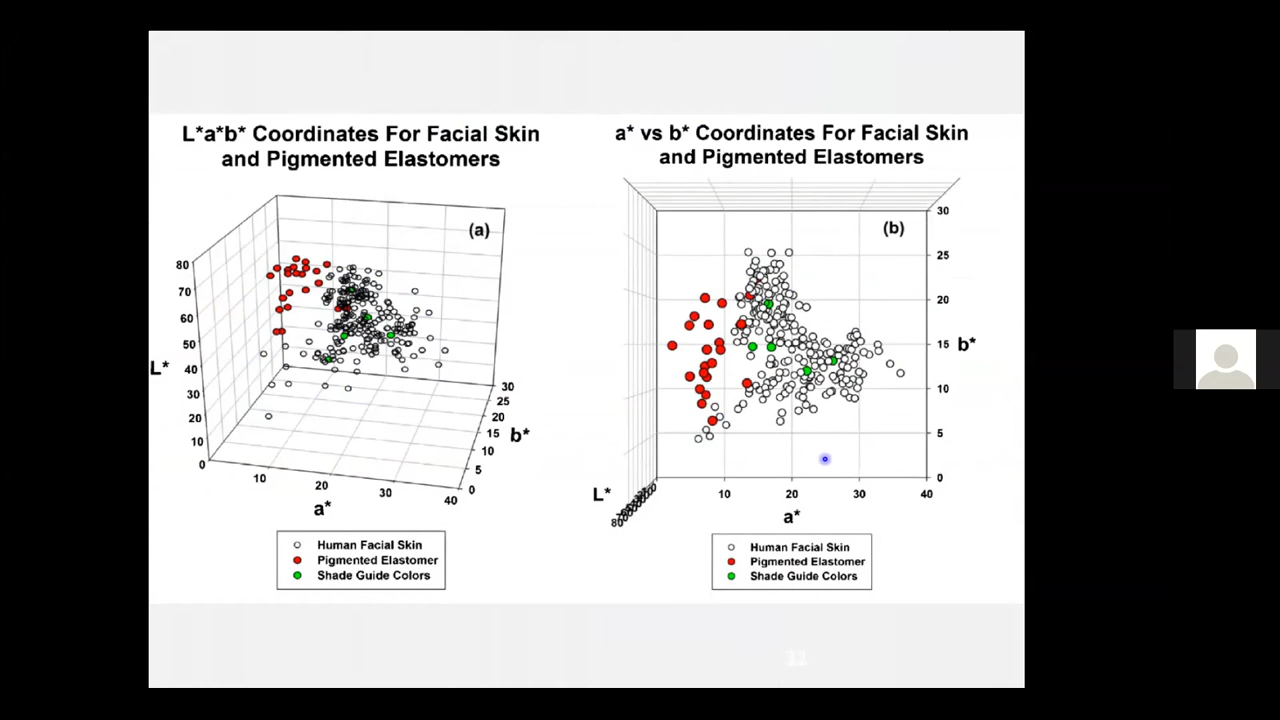 L*a*b* Coordinates For Facial Skin
and Pigmented Elastomers
(a)
80
70
60
50
40
30
20
10
0
L*
10
20
30
40
a*
0
5
10
15
20
25
30
b*
Human Facial Skin
Pigmented Elastomer
Shade Guide Colors
a* vs b* Coordinates For Facial Skin
and Pigmented Elastomers
(b)
30
25
20
15
10
5
0
b*
L*
80
10
20
30
40
a*
Human Facial Skin
Pigmented Elastomer
Shade Guide Colors